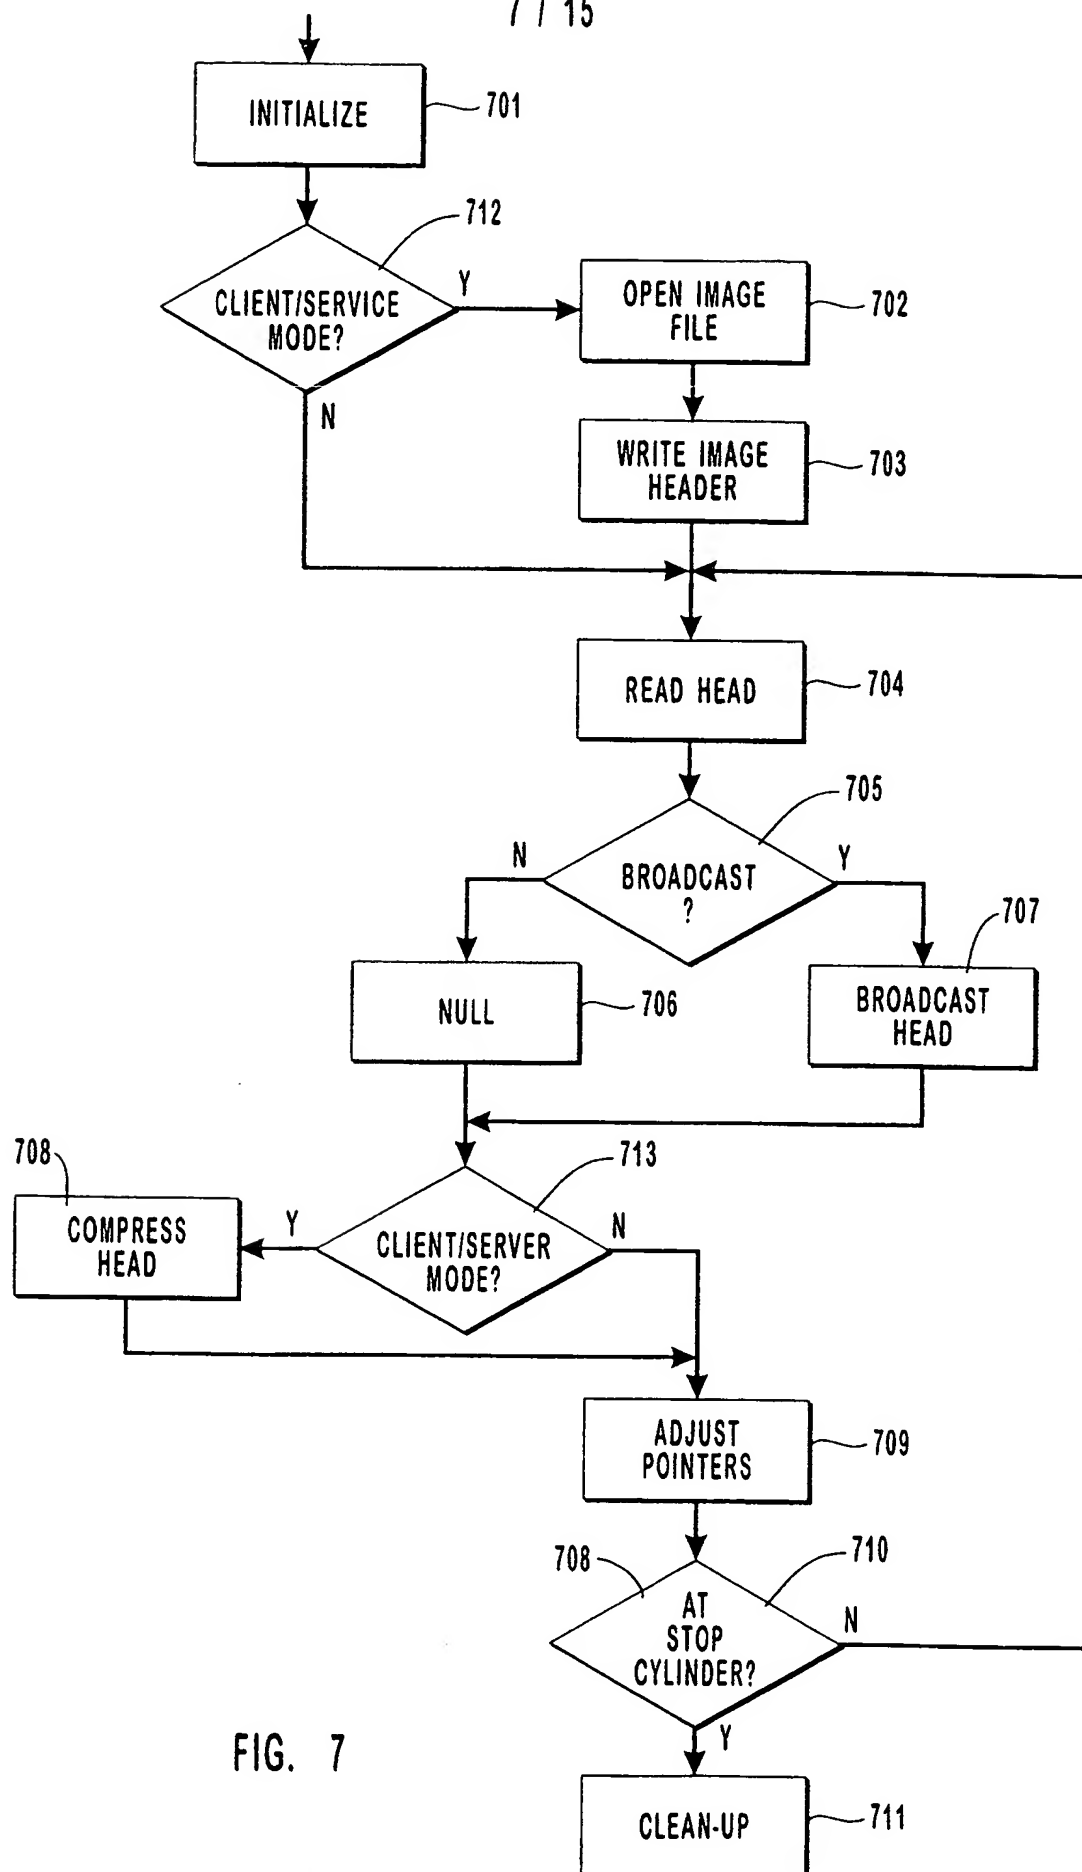 7 / 15
INITIALIZE
701
712
CLIENT/SERVICE
MODE?
Y
N
OPEN IMAGE
FILE
702
WRITE IMAGE
HEADER
703
READ HEAD
704
705
BROADCAST
?
N
Y
707
NULL
706
BROADCAST
HEAD
708
713
COMPRESS
HEAD
Y
CLIENT/SERVER
MODE?
N
ADJUST
POINTERS
709
708
710
AT
STOP
CYLINDER?
N
Y
FIG. 7
CLEAN-UP
711